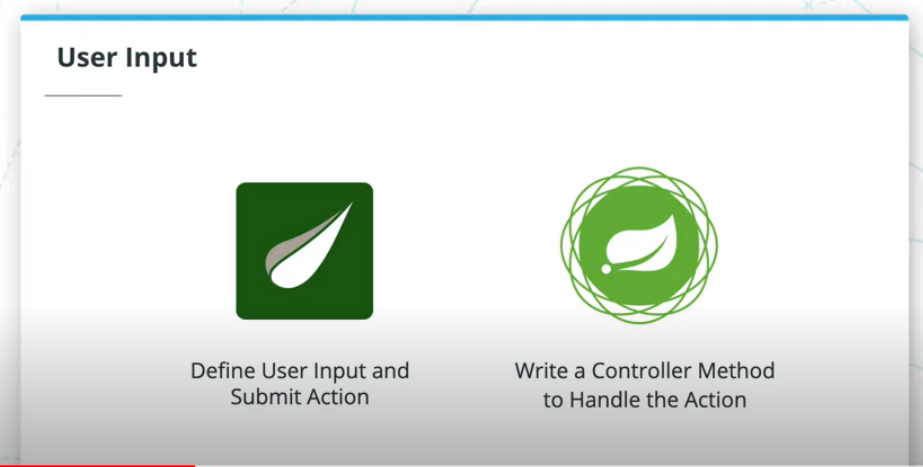 User Input
Define User Input and
Submit Action
Write a Controller Method
to Handle the Action